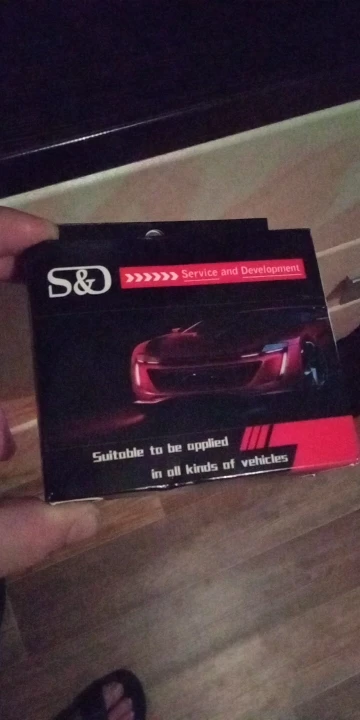 S&D
Service and Development
Suitable to be applied
in all kinds of vehicles